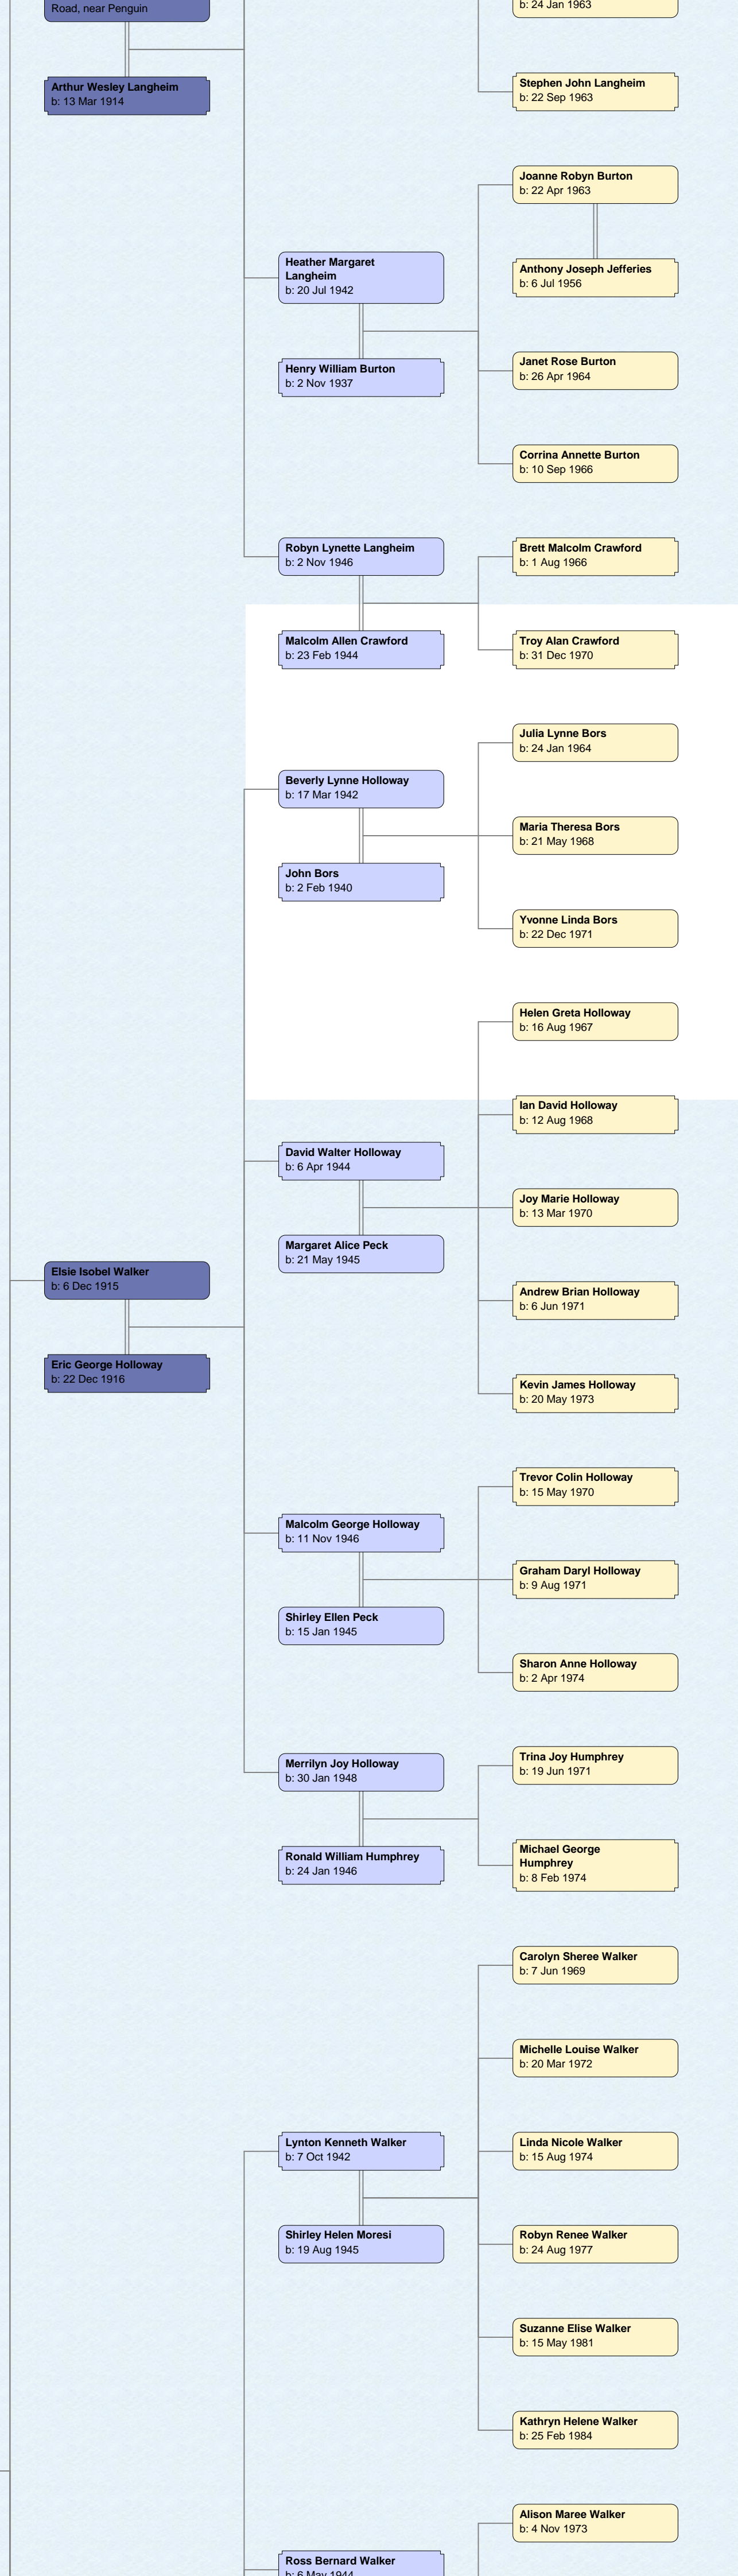 Road, near Penguin
Arthur Wesley Langheim
b: 13 Mar 1914
b: 24 Jan 1963
Stephen John Langheim
b: 22 Sep 1963
Joanne Robyn Burton
b: 22 Apr 1963
Heather Margaret
Langheim
b: 20 Jul 1942
Anthony Joseph Jefferies
b: 6 Jul 1956
Henry William Burton
b: 2 Nov 1937
Janet Rose Burton
b: 26 Apr 1964
Corrina Annette Burton
b: 10 Sep 1966
Robyn Lynette Langheim
b: 2 Nov 1946
Brett Malcolm Crawford
b: 1 Aug 1966
Malcolm Allen Crawford
b: 23 Feb 1944
Troy Alan Crawford
b: 31 Dec 1970
Julia Lynne Bors
b: 24 Jan 1964
Beverly Lynne Holloway
b: 17 Mar 1942
Maria Theresa Bors
b: 21 May 1968
John Bors
b: 2 Feb 1940
Yvonne Linda Bors
b: 22 Dec 1971
Helen Greta Holloway
b: 16 Aug 1967
Ian David Holloway
b: 12 Aug 1968
David Walter Holloway
b: 6 Apr 1944
Joy Marie Holloway
b: 13 Mar 1970
Margaret Alice Peck
b: 21 May 1945
Elsie Isobel Walker
b: 6 Dec 1915
Andrew Brian Holloway
b: 6 Jun 1971
Eric George Holloway
b: 22 Dec 1916
Kevin James Holloway
b: 20 May 1973
Trevor Colin Holloway
b: 15 May 1970
Malcolm George Holloway
b: 11 Nov 1946
Graham Daryl Holloway
b: 9 Aug 1971
Shirley Ellen Peck
b: 15 Jan 1945
Sharon Anne Holloway
b: 2 Apr 1974
Trina Joy Humphrey
b: 19 Jun 1971
Merrilyn Joy Holloway
b: 30 Jan 1948
Michael George
Humphrey
b: 8 Feb 1974
Ronald William Humphrey
b: 24 Jan 1946
Carolyn Sheree Walker
b: 7 Jun 1969
Michelle Louise Walker
b: 20 Mar 1972
Lynton Kenneth Walker
b: 7 Oct 1942
Linda Nicole Walker
b: 15 Aug 1974
Shirley Helen Moresi
b: 19 Aug 1945
Robyn Renee Walker
b: 24 Aug 1977
Suzanne Elise Walker
b: 15 May 1981
Kathryn Helene Walker
b: 25 Feb 1984
Alison Maree Walker
b: 4 Nov 1973
Ross Bernard Walker
b: 6 May 1944